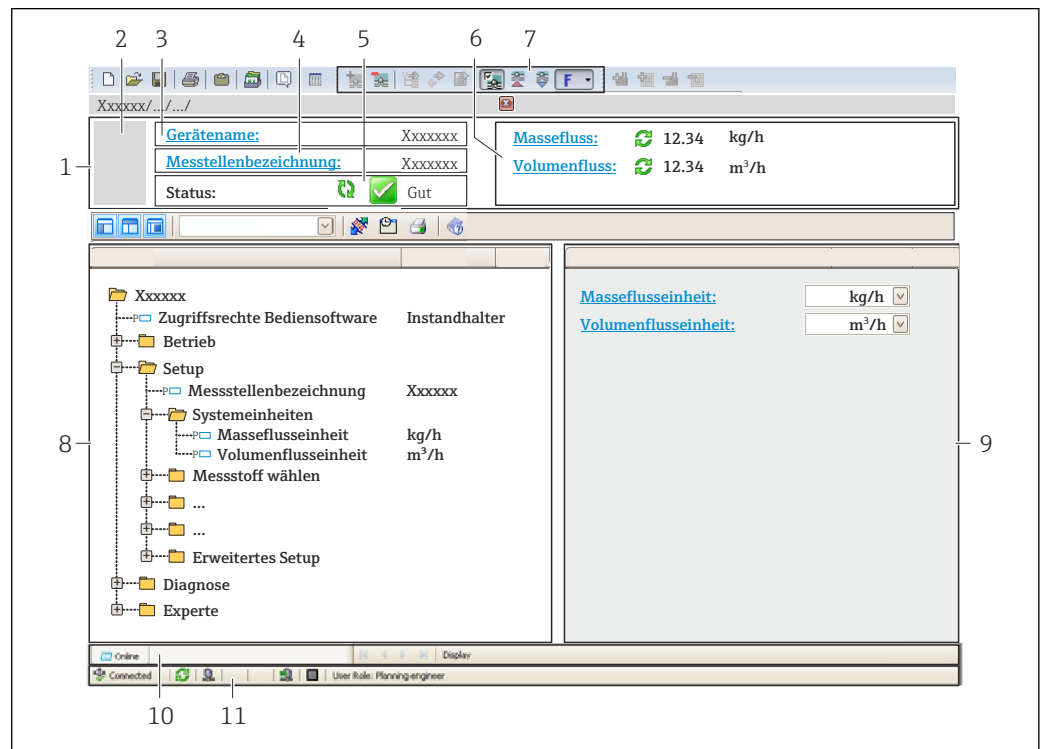 2 3 4 5 6 7
F
Xxxxxx/.../.../
1
Gerätename: Xxxxxxx
Messtellenbezeichnung: Xxxxxxx
Status: Gut
Massefluss: 12.34 kg/h
Volumenfluss: 12.34 m³/h
Xxxxxx
P Zugriffsrechte Bediensoftware Instandhalter
Betrieb
Setup
P Messstellenbezeichnung Xxxxxx
Systemeinheiten
P Masseflusseinheit kg/h
P Volumenflusseinheit m³/h
Messstoff wählen
...
...
Erweitertes Setup
Diagnose
Experte
8
Masseflusseinheit: kg/h
Volumenflusseinheit: m³/h
9
Online Display
Connected User Role: Planning engineer
10 11